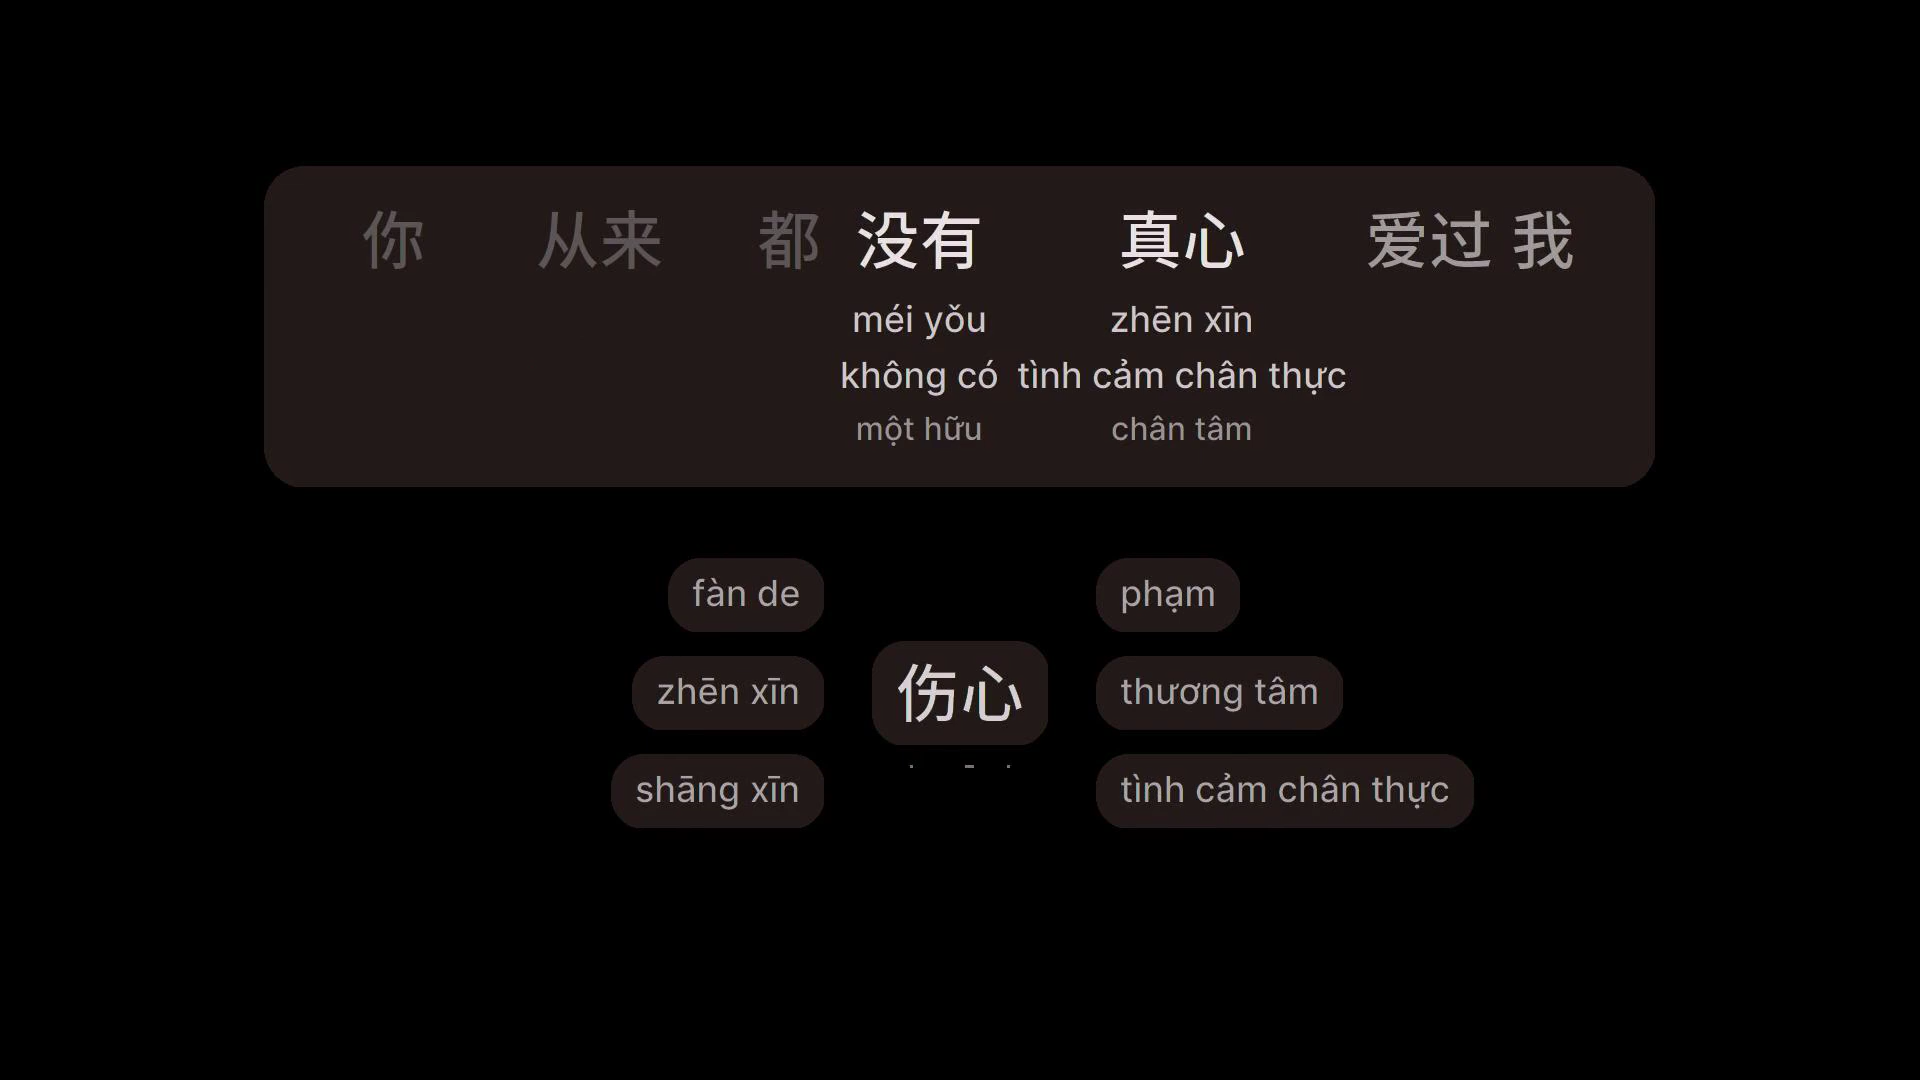 你 从来 都 没有 真心 爱过 我
méi yǒu zhēn xīn
không có tình cảm chân thực
một hữu chân tâm
fàn de
zhēn xīn
shāng xīn
伤心
phạm
thương tâm
tình cảm chân thực